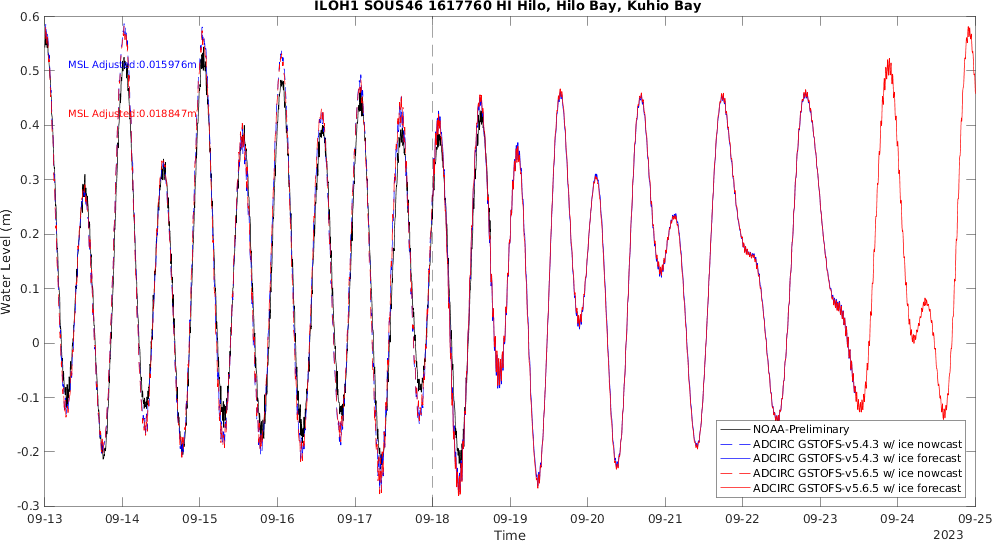 ILOH1 SOUS46 1617760 HI Hilo, Hilo Bay, Kuhio Bay
0.6
0.5
0.4
0.3
0.2
0.1
0
-0.1
-0.2
-0.3
Water Level (m)
MSL Adjusted:0.015976m
MSL Adjusted:0.018847m
NOAA-Preliminary
ADCIRC GSTOFS-v5.4.3 w/ ice nowcast
ADCIRC GSTOFS-v5.4.3 w/ ice forecast
ADCIRC GSTOFS-v5.6.5 w/ ice nowcast
ADCIRC GSTOFS-v5.6.5 w/ ice forecast
09-13 09-14 09-15 09-16 09-17 09-18 09-19 09-20 09-21 09-22 09-23 09-24 09-25
Time
2023